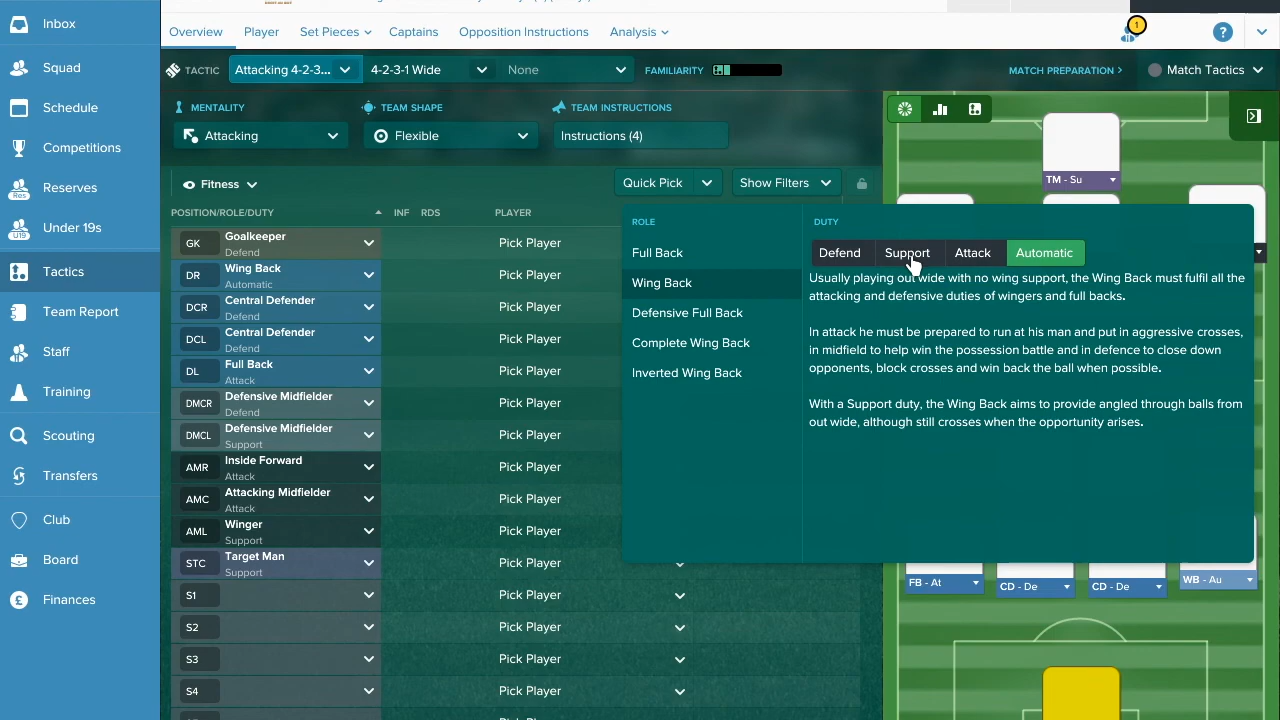 Inbox
Squad
Schedule
Competitions
Res
Reserves
U19
Under 19s
Tactics
Team Report
Staff
Training
Scouting
Transfers
Club
Board
£ Finances
Overview Player Set Pieces Captains Opposition Instructions Analysis 1 ?
TACTIC Attacking 4-2-3... 4-2-3-1 Wide None FAMILIARITY MATCH PREPARATION > Match Tactics
MENTALITY TEAM SHAPE TEAM INSTRUCTIONS
Attacking Flexible Instructions (4)
Fitness Quick Pick Show Filters
POSITION/ROLE/DUTY INF RDS PLAYER
GK Goalkeeper Pick Player
Defend
DR Wing Back Pick Player
Automatic
DCR Central Defender Pick Player
Defend
DCL Central Defender Pick Player
Defend
DL Full Back Pick Player
Attack
DMCR Defensive Midfielder Pick Player
Defend
DMCL Defensive Midfielder Pick Player
Support
AMR Inside Forward Pick Player
Attack
AMC Attacking Midfielder Pick Player
Attack
AML Winger Pick Player
Support
STC Target Man Pick Player
Support
S1 Pick Player
S2 Pick Player
S3 Pick Player
S4 Pick Player
ROLE
Full Back
Wing Back
Defensive Full Back
Complete Wing Back
Inverted Wing Back
DUTY
Defend Support Attack Automatic
Usually playing out wide with no wing support, the Wing Back must fulfil all the
attacking and defensive duties of wingers and full backs.
In attack he must be prepared to run at his man and put in aggressive crosses,
in midfield to help win the possession battle and in defence to close down
opponents, block crosses and win back the ball when possible.
With a Support duty, the Wing Back aims to provide angled through balls from
out wide, although still crosses when the opportunity arises.
TM - Su
FB - At CD - De CD - De WB - Au